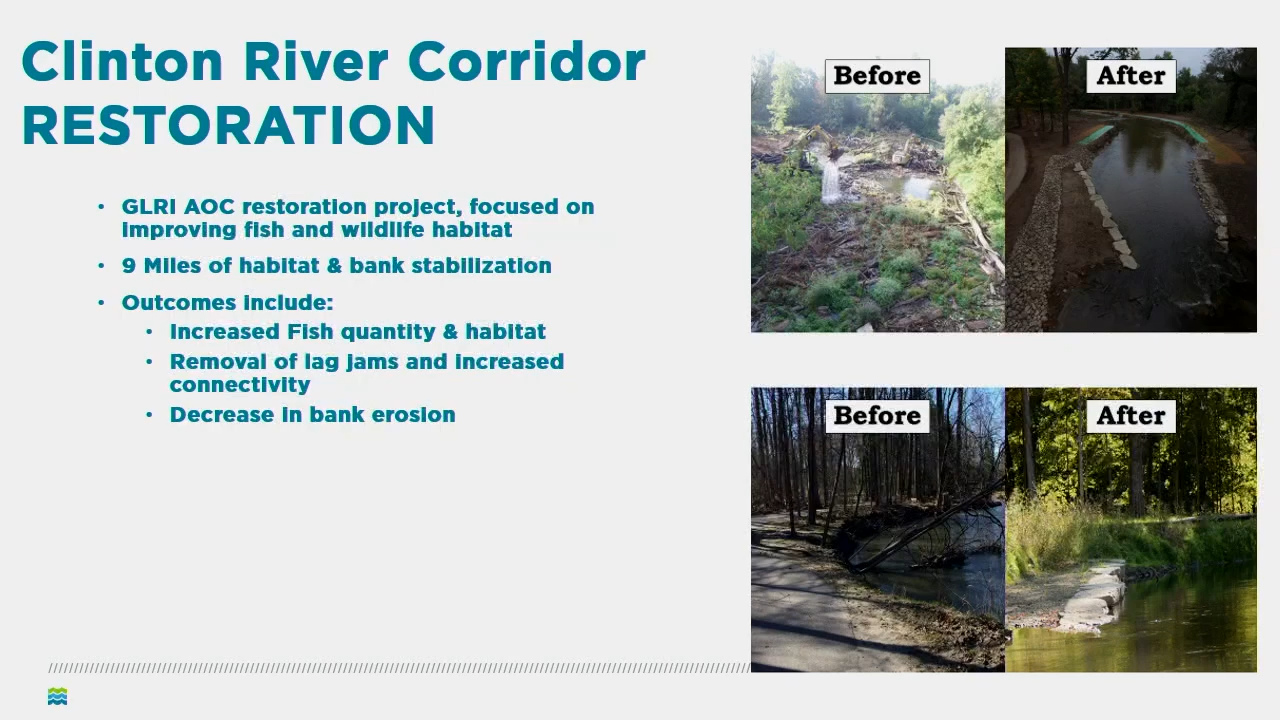 Clinton River Corridor
RESTORATION
• GLRI AOC restoration project, focused on
improving fish and wildlife habitat
• 9 Miles of habitat & bank stabilization
• Outcomes include:
• Increased Fish quantity & habitat
• Removal of lag jams and increased
connectivity
• Decrease in bank erosion
Before
After
Before
After